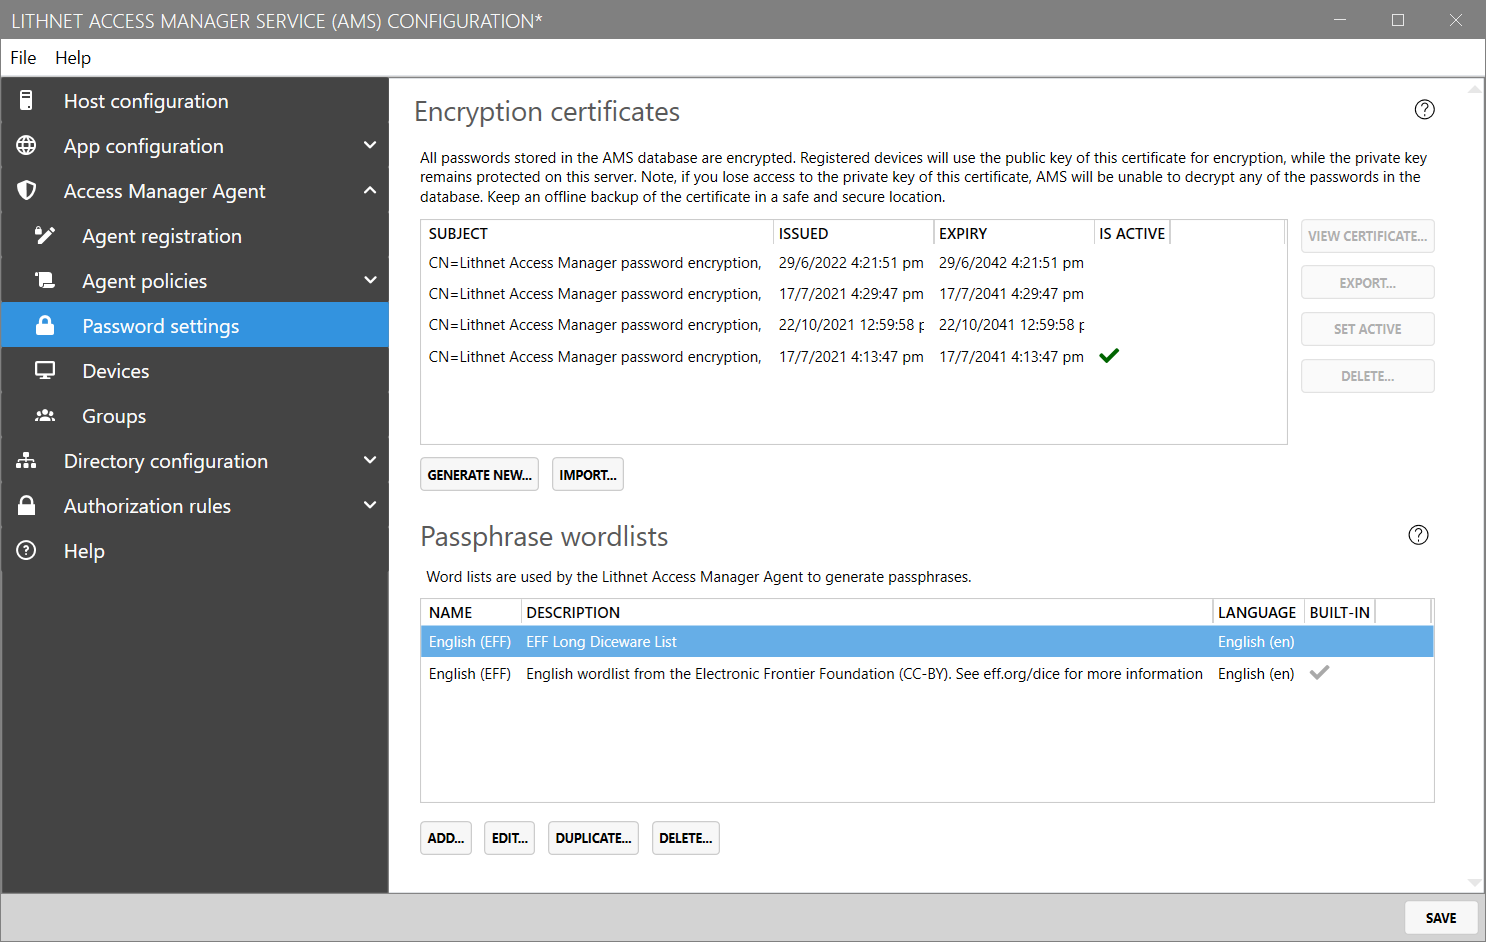 LITHNET ACCESS MANAGER SERVICE (AMS) CONFIGURATION*
File Help
Host configuration
App configuration
Access Manager Agent
Agent registration
Agent policies
Password settings
Devices
Groups
Directory configuration
Authorization rules
Help
Encryption certificates
All passwords stored in the AMS database are encrypted. Registered devices will use the public key of this certificate for encryption, while the private key
remains protected on this server. Note, if you lose access to the private key of this certificate, AMS will be unable to decrypt any of the passwords in the
database. Keep an offline backup of the certificate in a safe and secure location.
SUBJECT ISSUED EXPIRY IS ACTIVE
CN=Lithnet Access Manager password encryption, 29/6/2022 4:21:51 pm 29/6/2042 4:21:51 pm
CN=Lithnet Access Manager password encryption, 17/7/2021 4:29:47 pm 17/7/2041 4:29:47 pm
CN=Lithnet Access Manager password encryption, 22/10/2021 12:59:58 p 22/10/2041 12:59:58 p
CN=Lithnet Access Manager password encryption, 17/7/2021 4:13:47 pm 17/7/2041 4:13:47 pm
VIEW CERTIFICATE...
EXPORT...
SET ACTIVE
DELETE...
GENERATE NEW... IMPORT...
Passphrase wordlists
Word lists are used by the Lithnet Access Manager Agent to generate passphrases.
NAME DESCRIPTION LANGUAGE BUILT-IN
English (EFF) EFF Long Diceware List English (en)
English (EFF) English wordlist from the Electronic Frontier Foundation (CC-BY). See eff.org/dice for more information English (en)
ADD... EDIT... DUPLICATE... DELETE...
SAVE